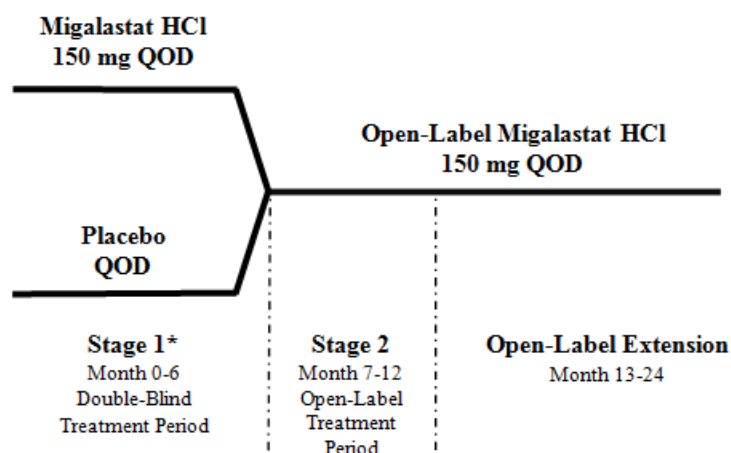 Migalastat HCl
150 mg QOD
Open-Label Migalastat HCl
150 mg QOD
Placebo
QOD
Stage 1*
Month 0-6
Double-Blind
Treatment Period
Stage 2
Month 7-12
Open-Label
Treatment
Period
Open-Label Extension
Month 13-24